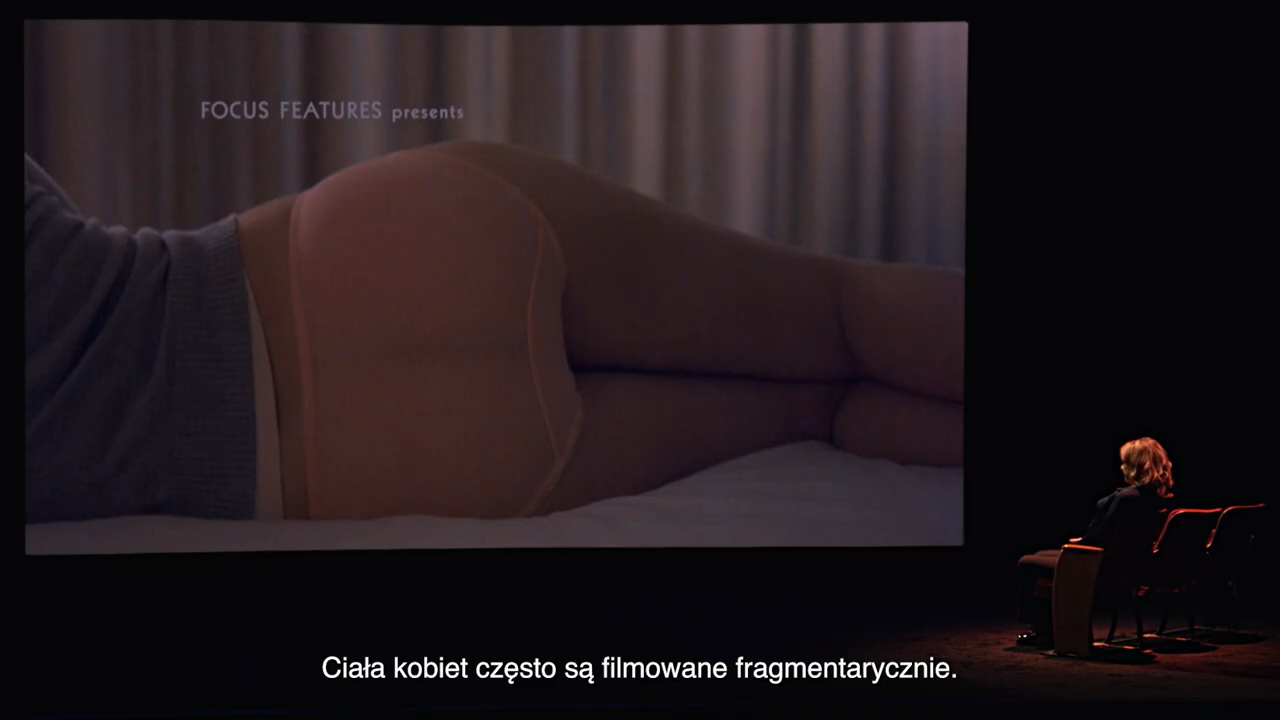 FOCUS FEATURES presents
Ciała kobiet często są filmowane fragmentarycznie.